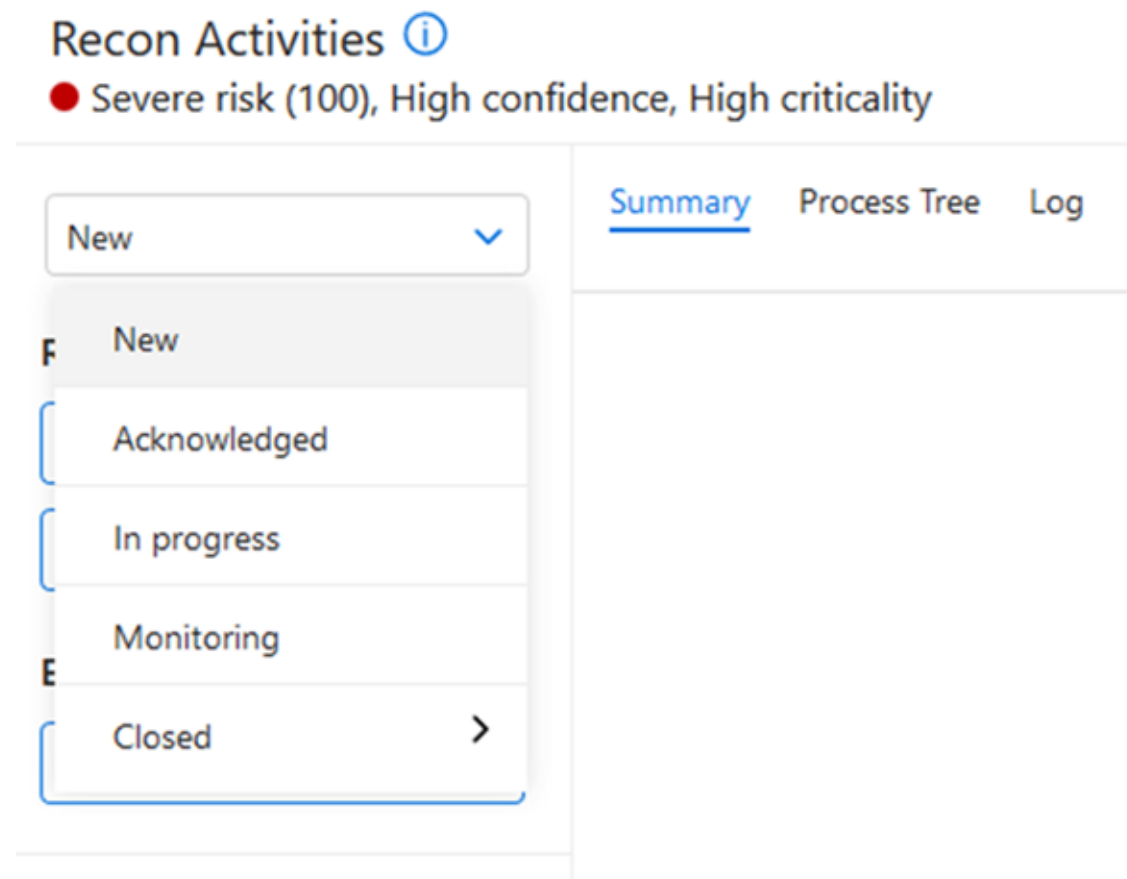 Recon Activities
Severe risk (100), High confidence, High criticality
New
Summary Process Tree Log
New
Acknowledged
In progress
Monitoring
Closed